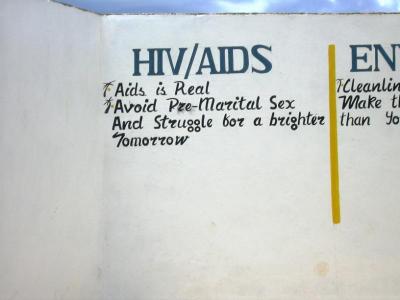 HIV/AIDS
Aids is Real
Avoid Pre-Marital Sex
And Struggle for a brighter
Tomorrow
EN
Cleanlin
Make th
than Yo